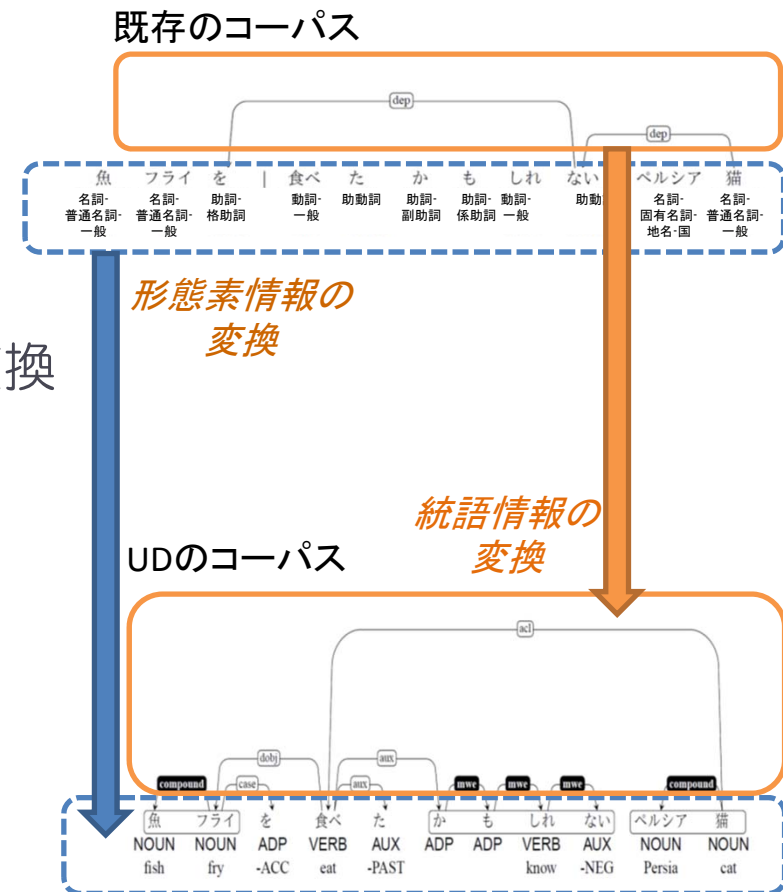 既存のコーパス
dep
dep
魚 フライ を | 食べ た か も しれ ない ペルシア 猫
名詞- 名詞- 助詞- 動詞- 助動詞 助詞- 助詞- 動詞- 助動 名詞- 名詞-
普通名詞- 普通名詞- 格助詞 一般 副助詞 係助詞 一般 固有名詞- 普通名詞-
一般 一般 地名-国 一般
形態素情報の
変換
換
統語情報の
変換
UDのコーパス
acl
dobj aux
compound case aux mwe mwe mwe compound
魚 フライ を 食べ た か も しれ ない ペルシア 猫
NOUN NOUN ADP VERB AUX ADP ADP VERB AUX NOUN NOUN
fish fry -ACC eat -PAST know -NEG Persia cat